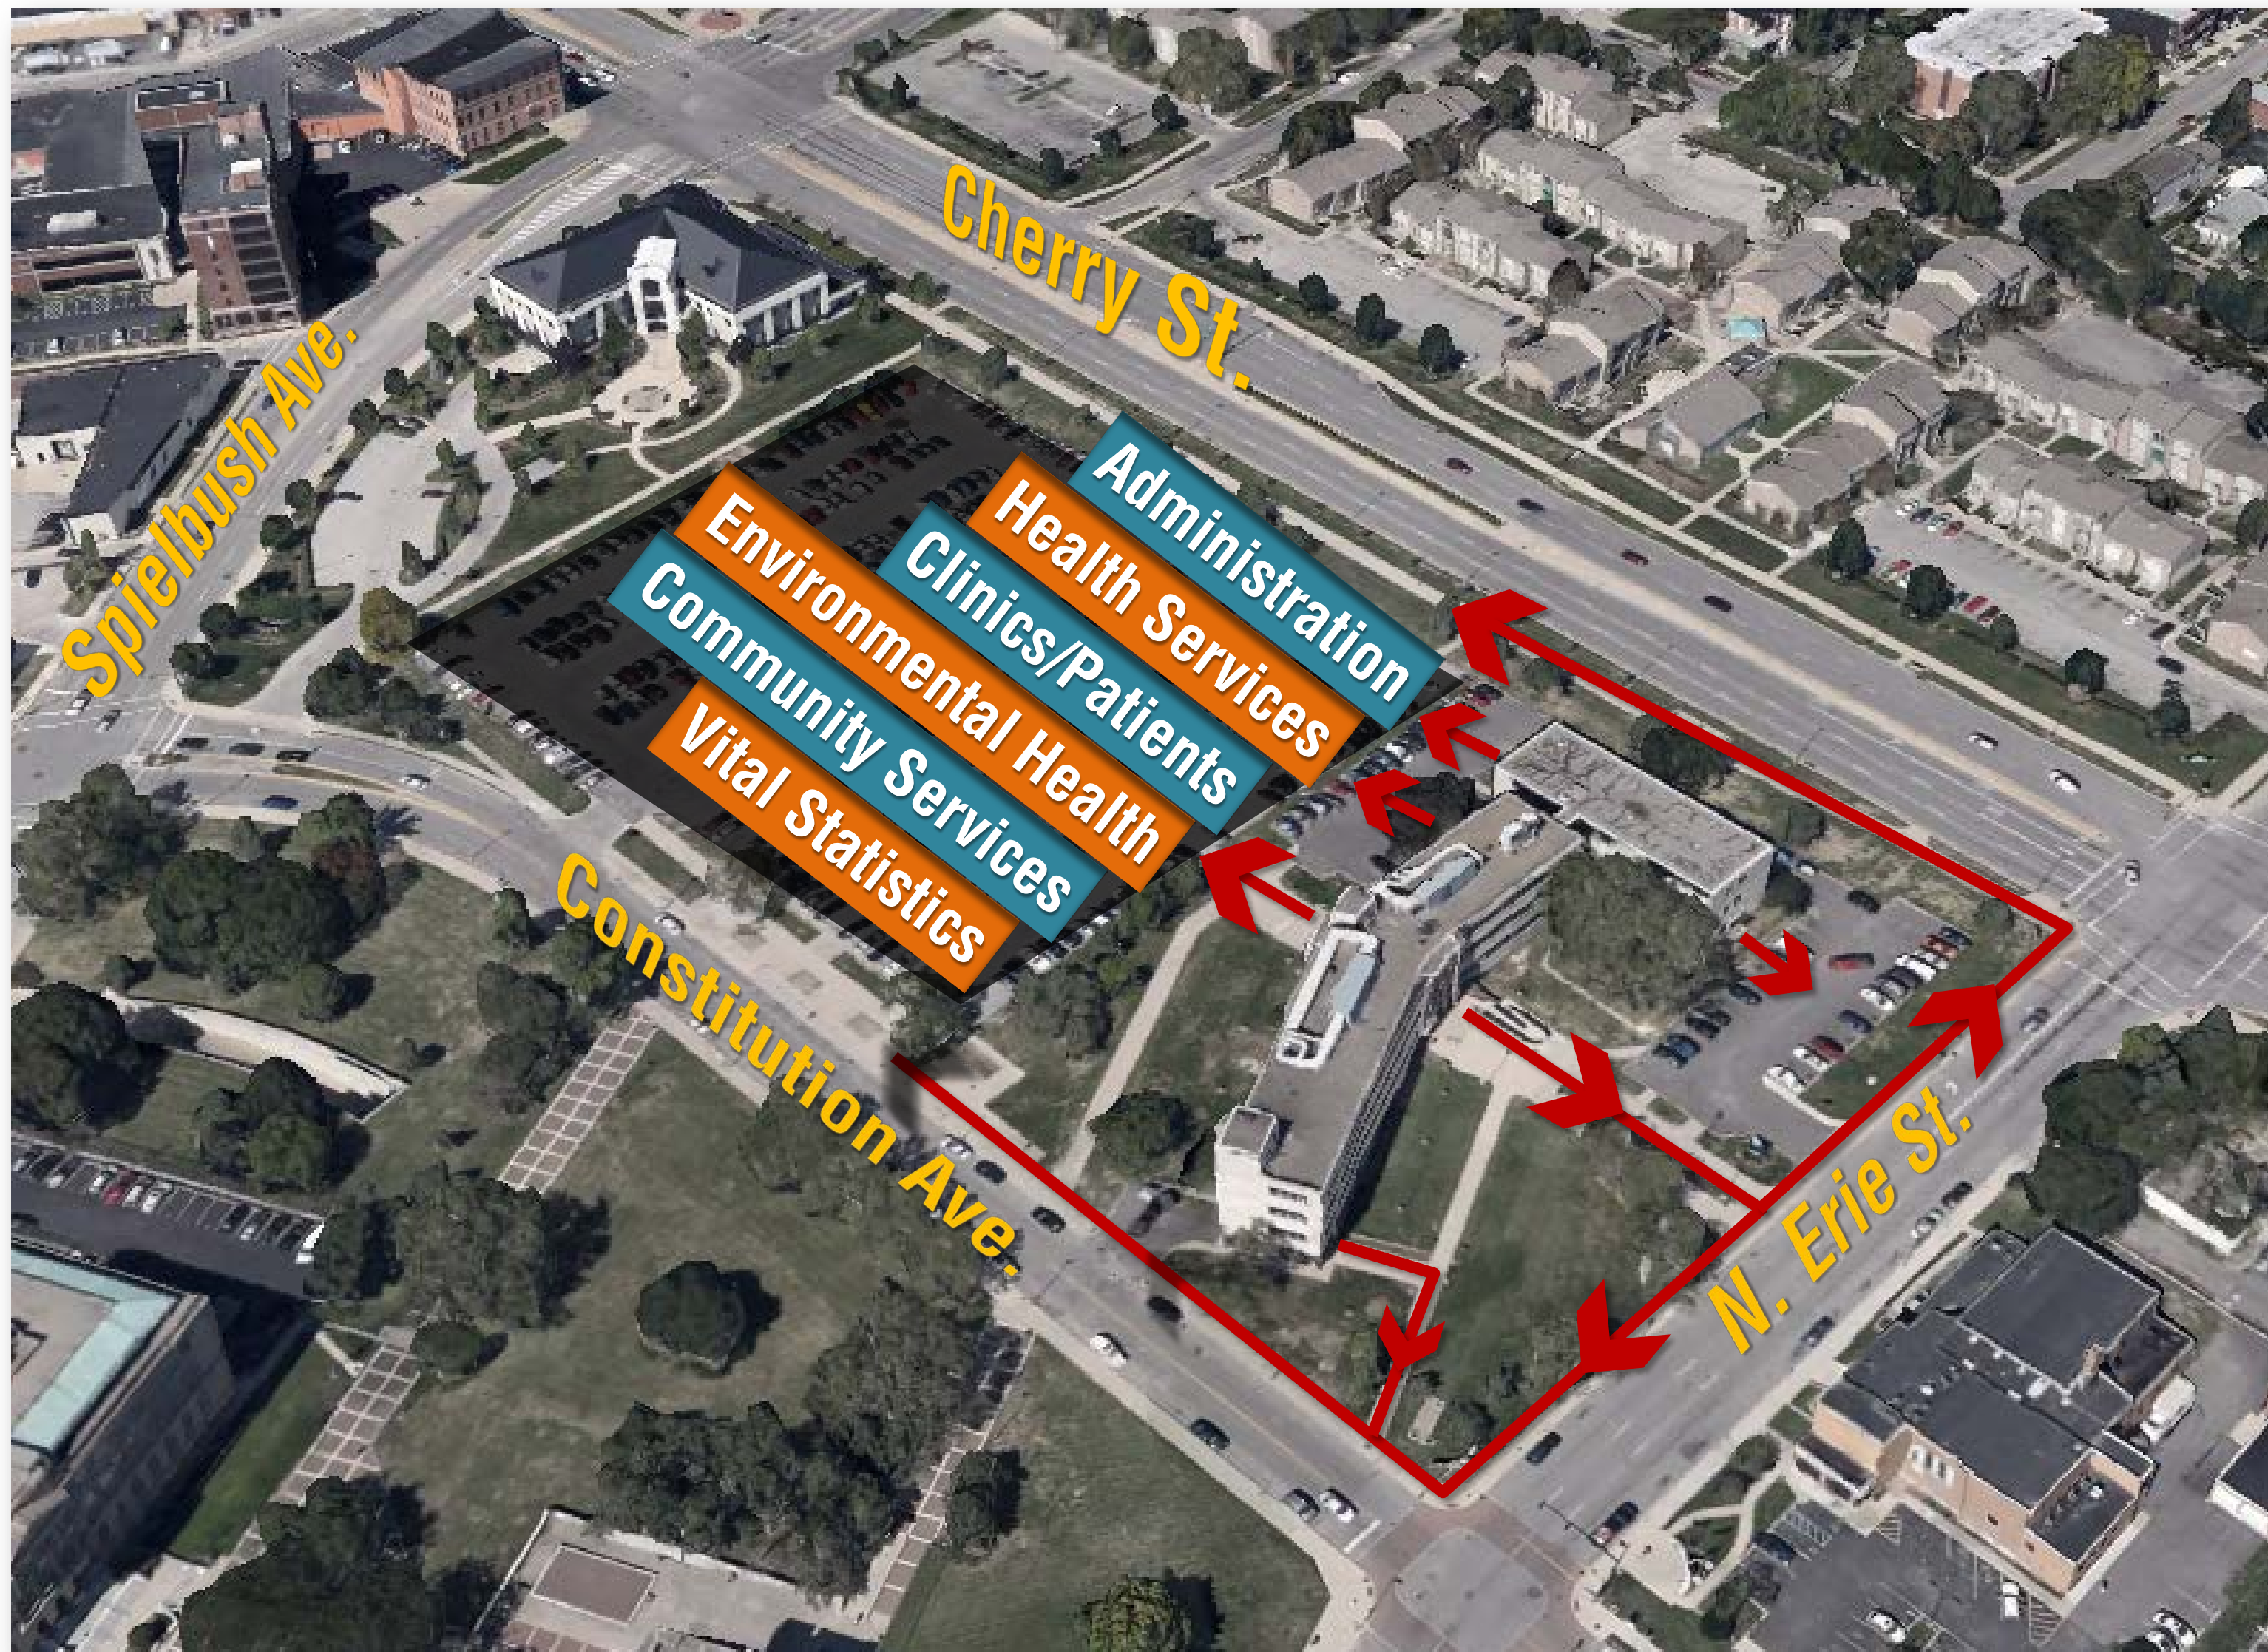 Cherry St.
Spielbush Ave.
Administration
Health Services
Clinics/Patients
Environmental Health
Community Services
Vital Statistics
Constitution Ave.
N. Erie St.